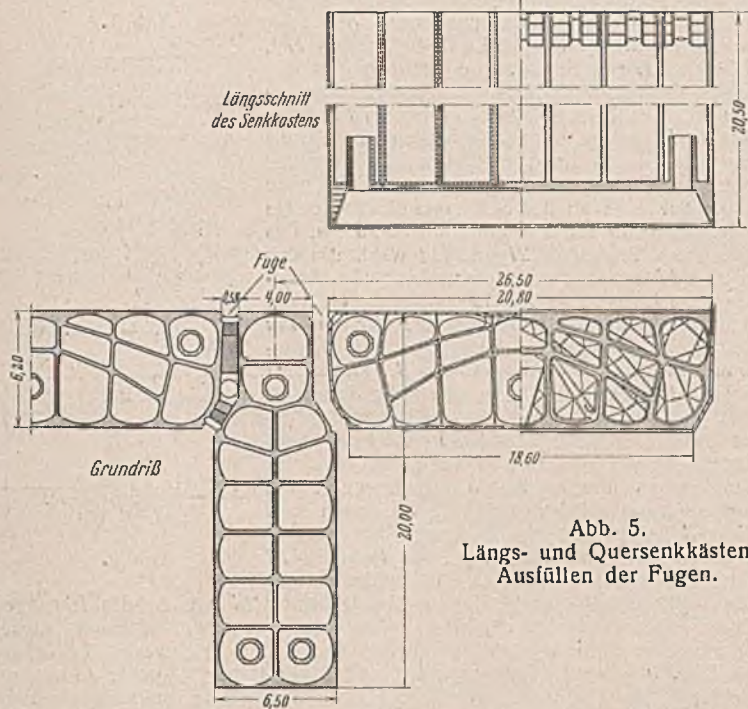 Längsschnitt
des Senkkastens
20,50
Fuge
0,58
4,00
26,50
20,80
6,20
Grundriß
18,60
20,00
Abb. 5.
Längs- und Quersenkkästen
Ausfüllen der Fugen.
6,50